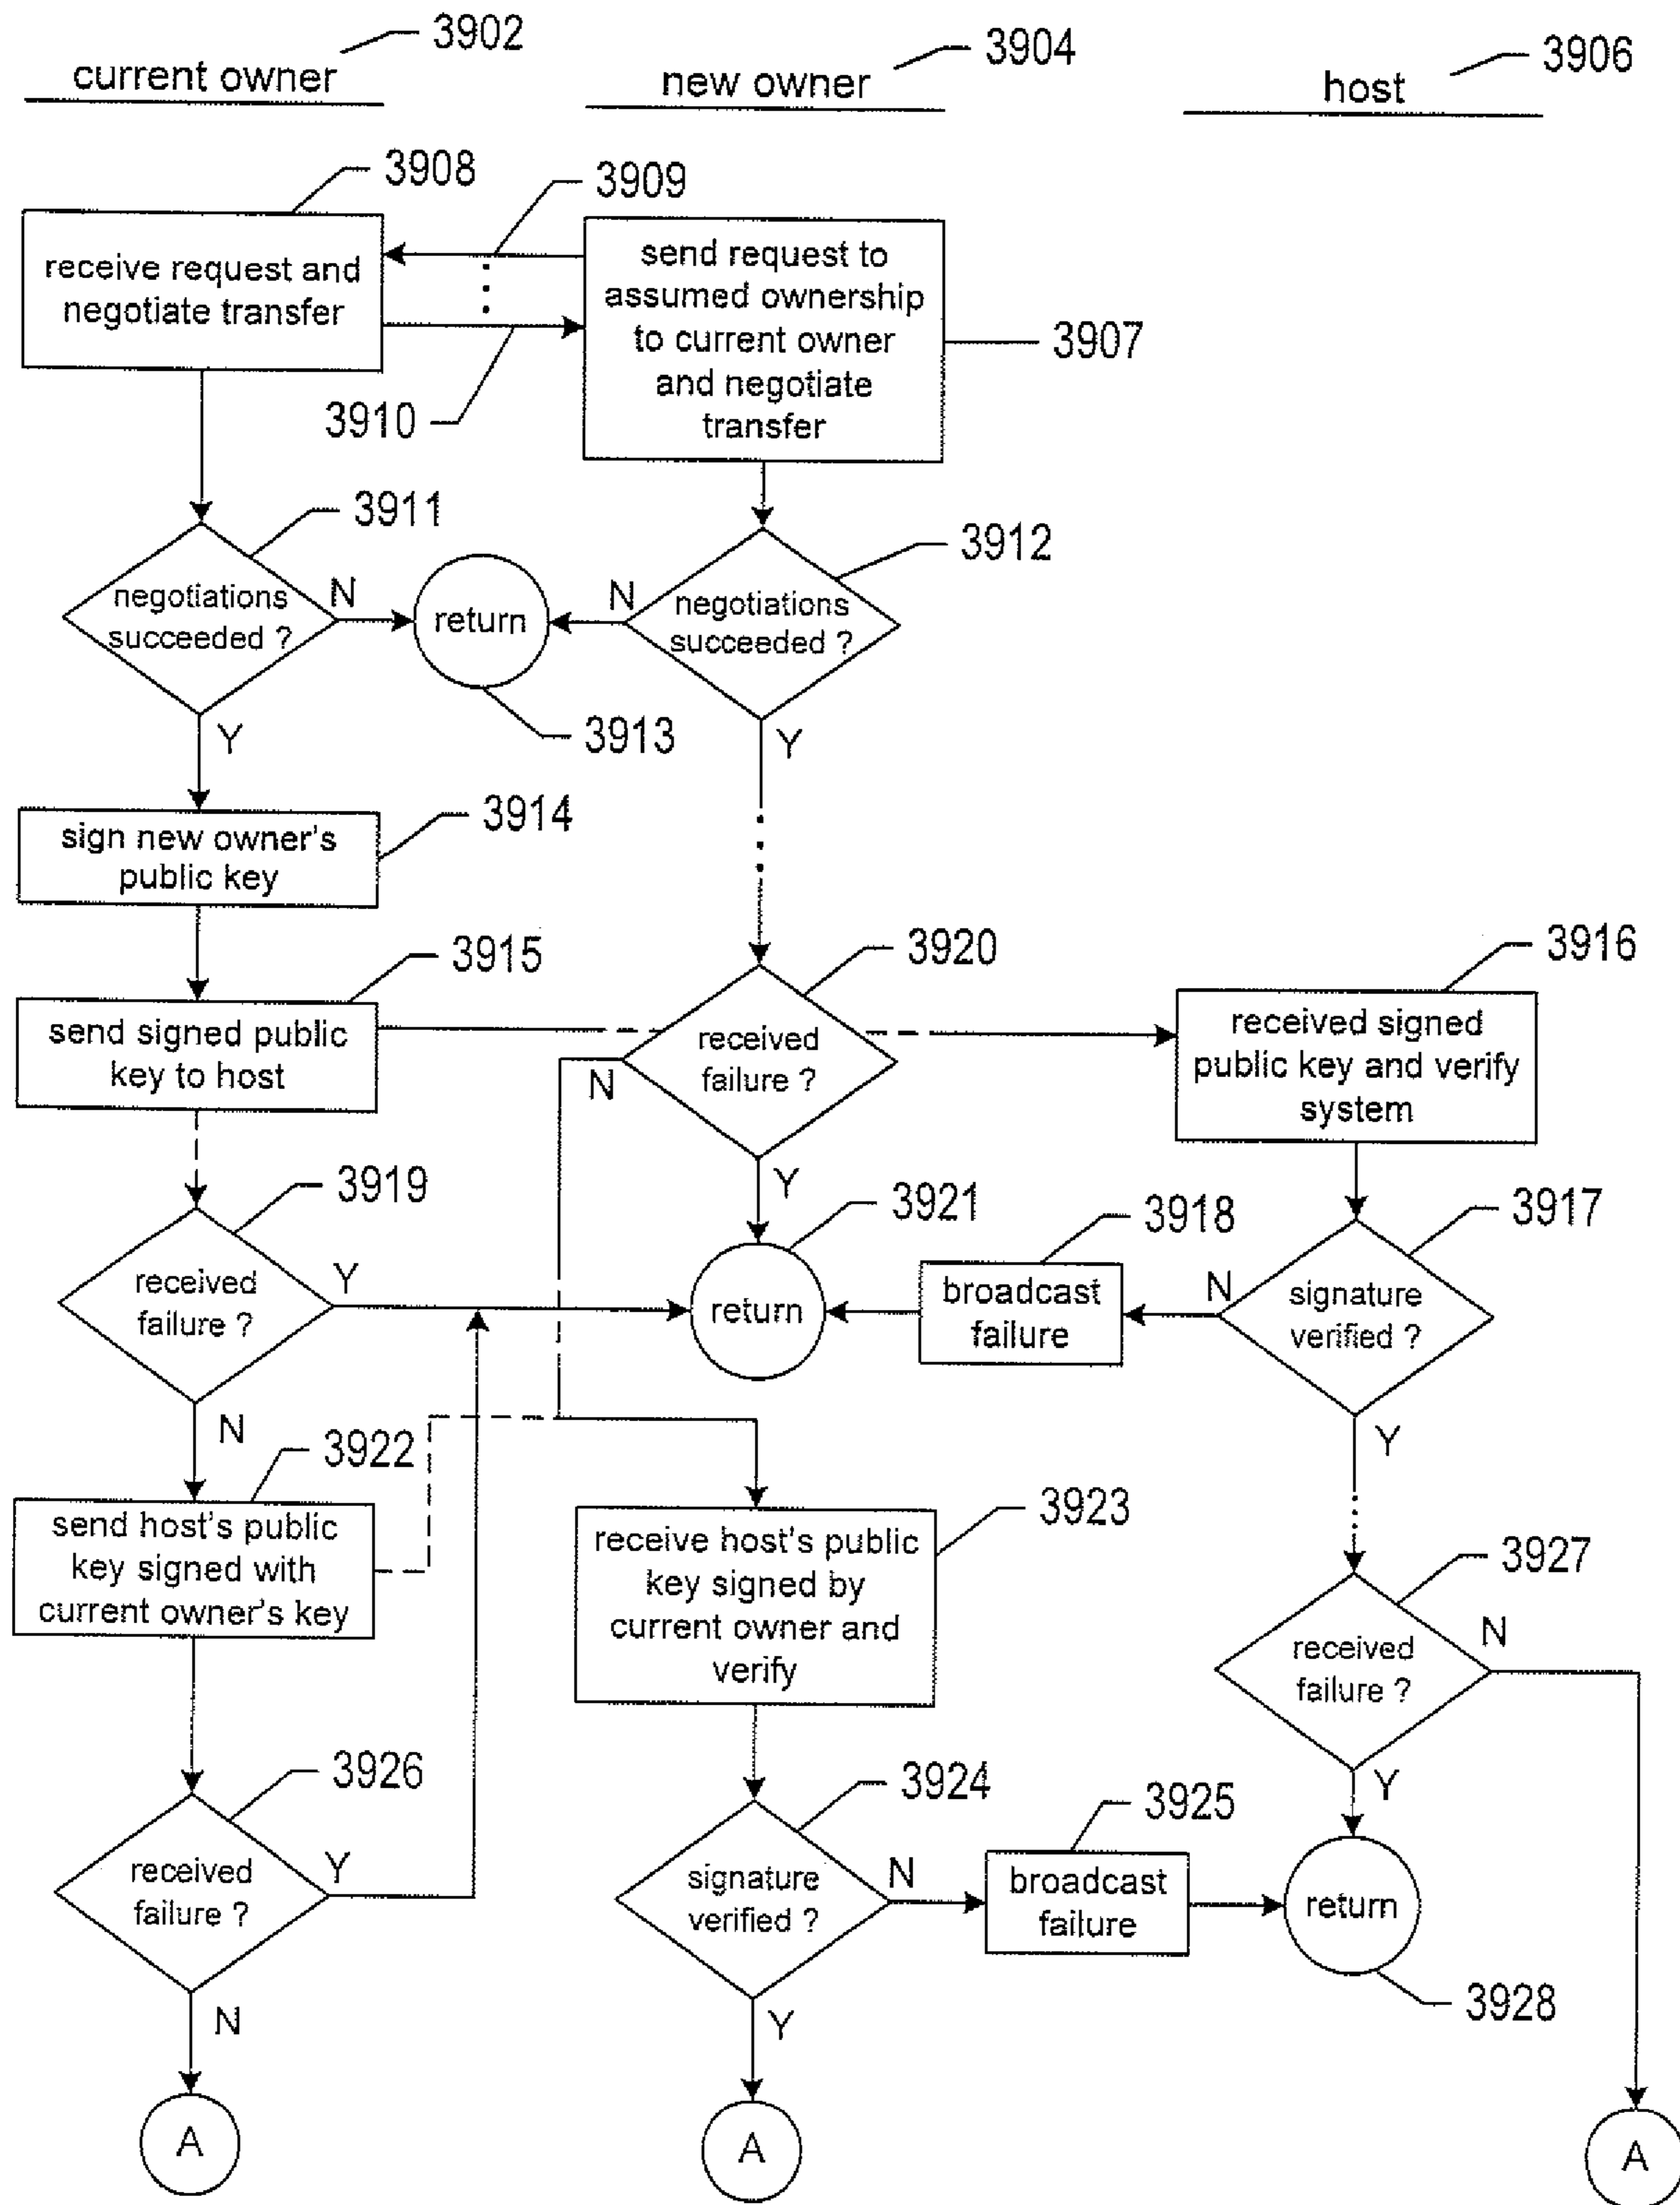 3902
current owner
3904
new owner
3906
host
3908
receive request and
negotiate transfer
3909
3910
send request to
assumed ownership
to current owner
and negotiate
transfer
3907
3911
negotiations
succeeded ?
N
Y
return
3913
3912
negotiations
succeeded ?
N
Y
3914
sign new owner's
public key
3915
send signed public
key to host
3920
received
failure ?
N
Y
3916
received signed
public key and verify
system
3919
received
failure ?
Y
N
3921
return
3918
broadcast
failure
3917
signature
verified ?
N
Y
3922
send host's public
key signed with
current owner's key
3923
receive host's public
key signed by
current owner and
verify
3927
received
failure ?
N
Y
3926
received
failure ?
Y
N
3924
signature
verified ?
N
Y
3925
broadcast
failure
return
3928
A
A
A